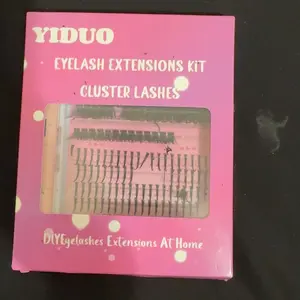 YIDUO
EYELASH EXTENSIONS KIT
CLUSTER LASHES
DIYEyelashes Extensions At Home